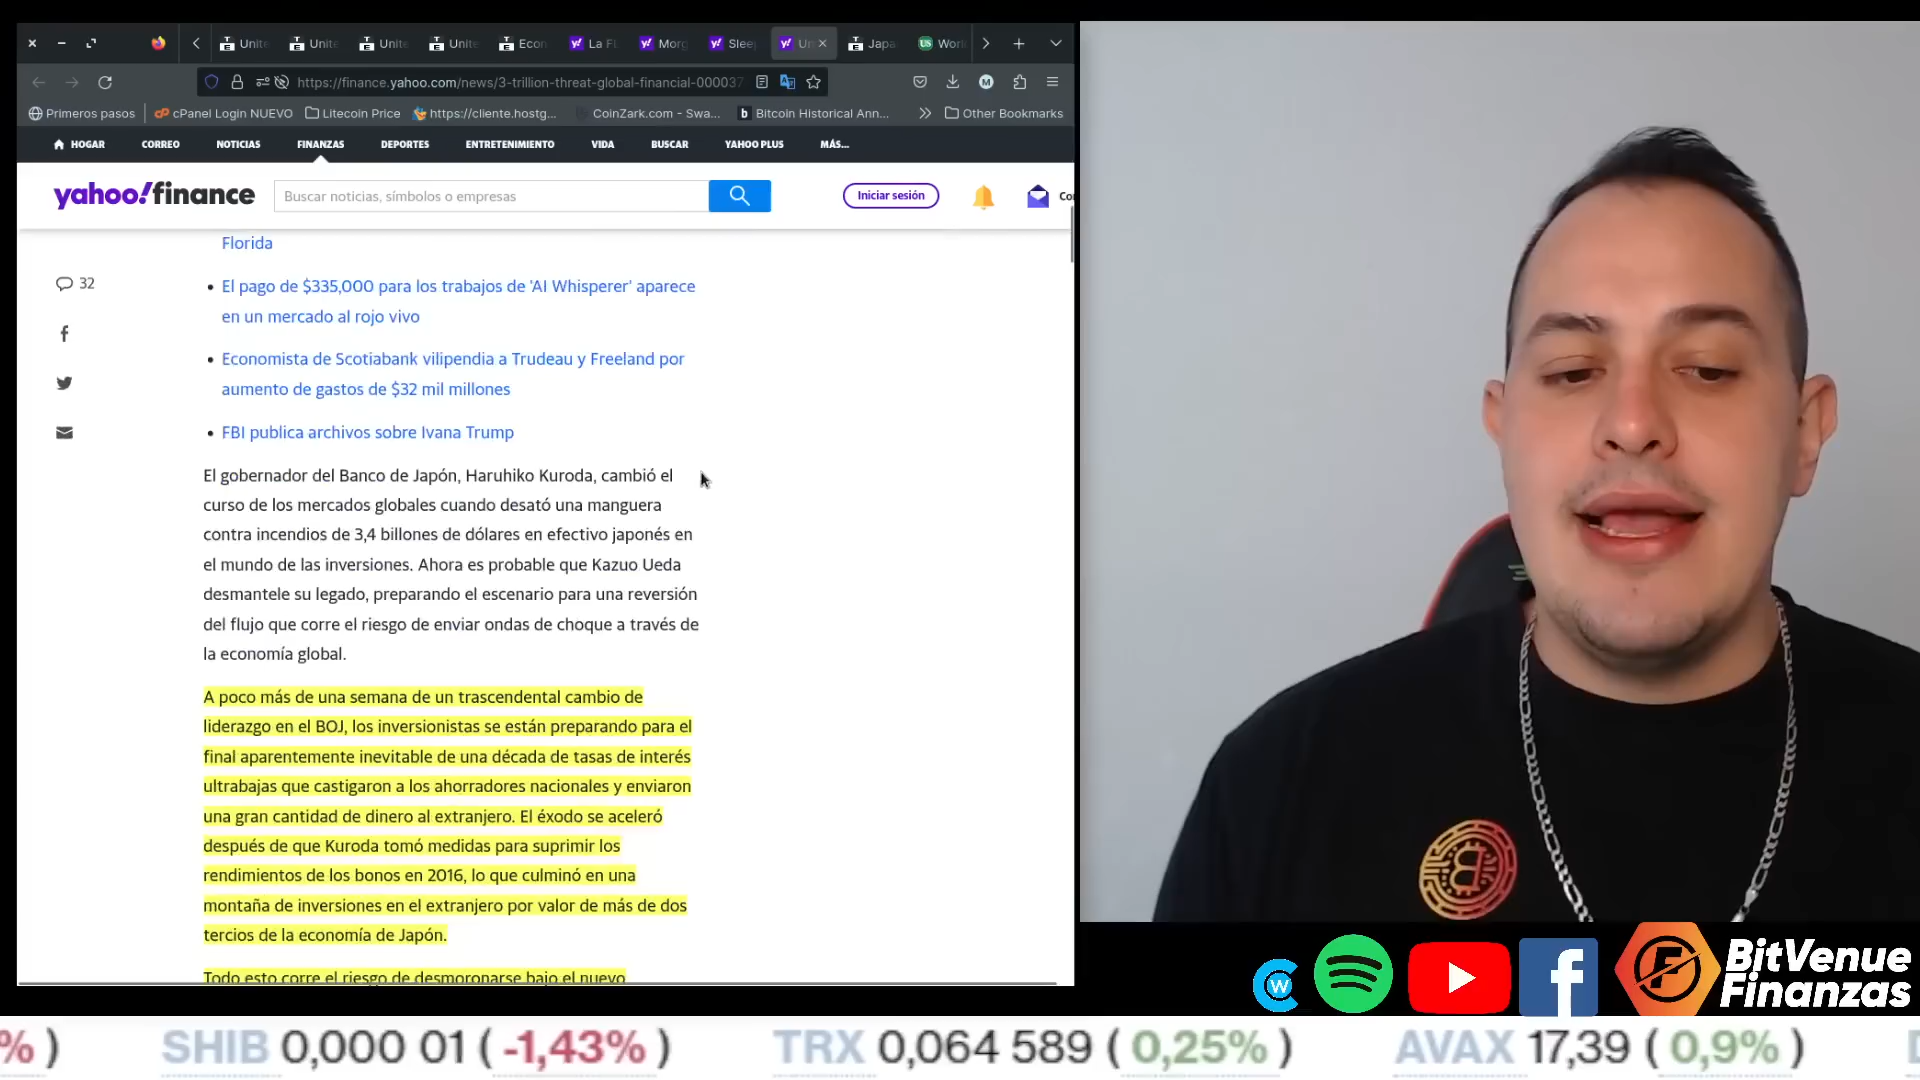 Unite
Unite
Unite
Unite
Econ
La Fl
Morg
Slee
Un
Japa
US
Worl
https://finance.yahoo.com/news/3-trillion-threat-global-financial-000037
M
Primeros pasos
cPanel Login NUEVO
Litecoin Price
https://cliente.hostg...
CoinZark.com - Swa...
b Bitcoin Historical Ann...
Other Bookmarks
HOGAR CORREO NOTICIAS FINANZAS DEPORTES ENTRETENIMIENTO VIDA BUSCAR YAHOO PLUS MÁS...
yahoo!finance
Buscar noticias, símbolos o empresas
Iniciar sesión
Florida
32
• El pago de $335,000 para los trabajos de 'AI Whisperer' aparece
en un mercado al rojo vivo
• Economista de Scotiabank vilipendia a Trudeau y Freeland por
aumento de gastos de $32 mil millones
• FBI publica archivos sobre Ivana Trump
El gobernador del Banco de Japón, Haruhiko Kuroda, cambió el
curso de los mercados globales cuando desató una manguera
contra incendios de 3,4 billones de dólares en efectivo japonés en
el mundo de las inversiones. Ahora es probable que Kazuo Ueda
desmantele su legado, preparando el escenario para una reversión
del flujo que corre el riesgo de enviar ondas de choque a través de
la economía global.
A poco más de una semana de un trascendental cambio de
liderazgo en el BOJ, los inversionistas se están preparando para el
final aparentemente inevitable de una década de tasas de interés
ultrabajas que castigaron a los ahorradores nacionales y enviaron
una gran cantidad de dinero al extranjero. El éxodo se aceleró
después de que Kuroda tomó medidas para suprimir los
rendimientos de los bonos en 2016, lo que culminó en una
montaña de inversiones en el extranjero por valor de más de dos
tercios de la economía de Japón.
Todo esto corre el riesgo de desmoronarse bajo el nuevo
BitVenue
Finanzas
%) SHIB 0,000 01 (-1,43%) TRX 0,064 589 (0,25%) AVAX 17,39 (0,9%)